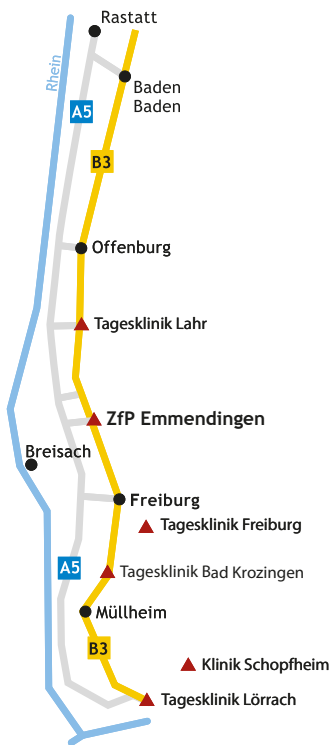 Rastatt
Rhein
Baden
Baden
A5
B3
Offenburg
Tagesklinik Lahr
ZfP Emmendingen
Breisach
Freiburg
Tagesklinik Freiburg
A5
Tagesklinik Bad Krozingen
Müllheim
B3
Klinik Schopfheim
Tagesklinik Lörrach